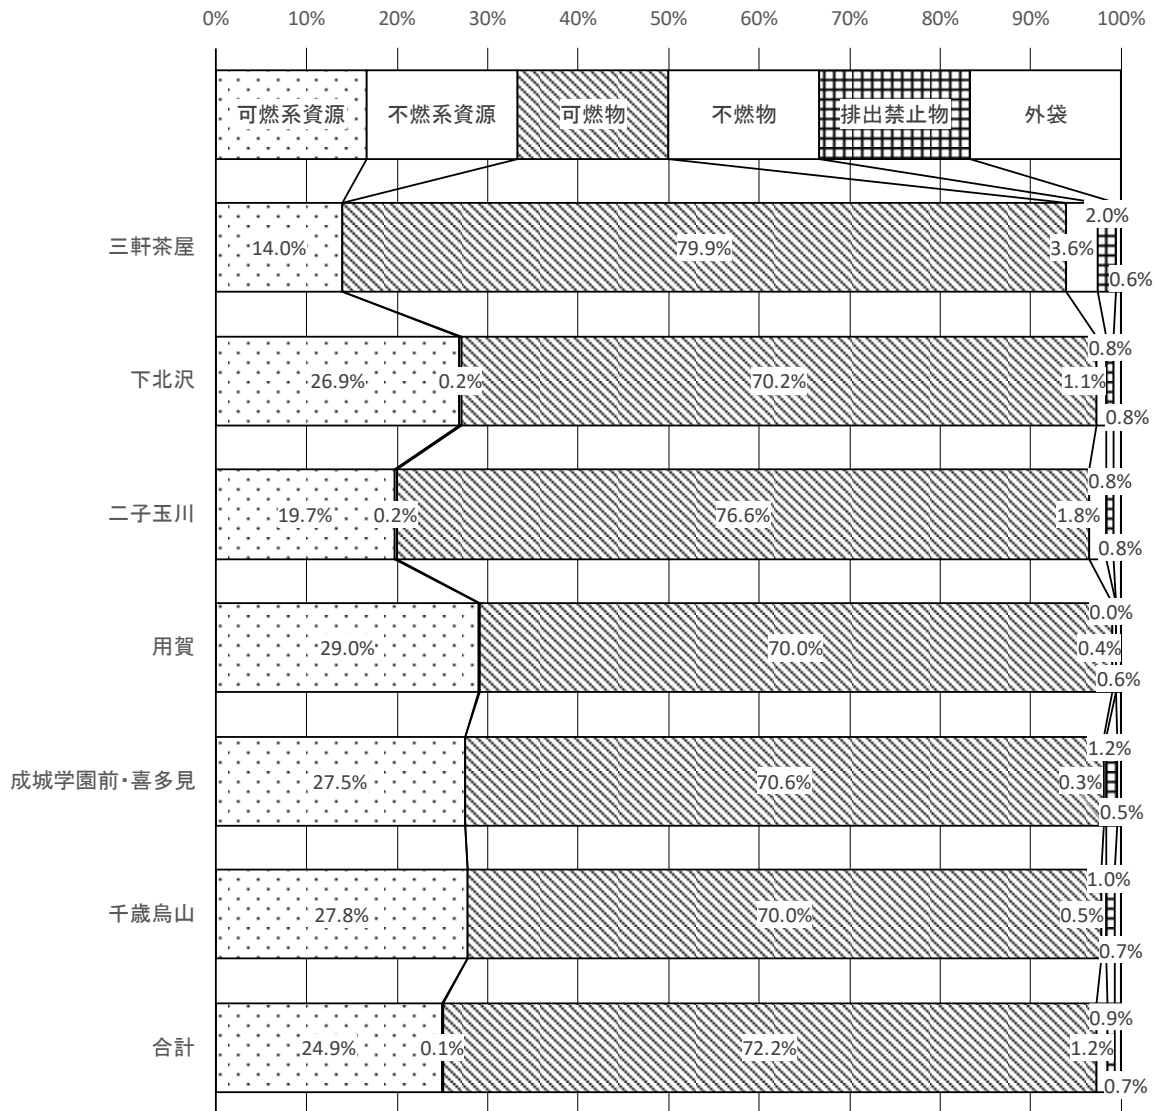 0% 10% 20% 30% 40% 50% 60% 70% 80% 90% 100%
可燃系資源 不燃系資源 可燃物 不燃物 排出禁止物 外袋
2.0%
三軒茶屋 14.0% 79.9% 3.6%
0.6%
0.8%
下北沢 26.9% 0.2% 70.2% 1.1%
0.8%
0.8%
二子玉川 19.7% 0.2% 76.6% 1.8%
0.8%
0.0%
用賀 29.0% 70.0% 0.4%
0.6%
1.2%
成城学園前・喜多見 27.5% 70.6% 0.3%
0.5%
1.0%
千歳烏山 27.8% 70.0% 0.5%
0.7%
0.9%
合計 24.9% 0.1% 72.2% 1.2%
0.7%